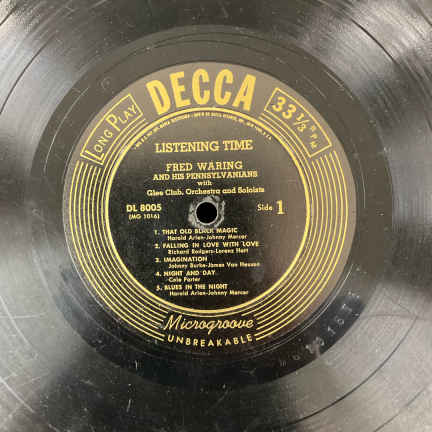 DECCA
LONG PLAY
33 1/3 RPM
LISTENING TIME
FRED WARING
AND HIS PENNSYLVANIANS
with
Glee Club, Orchestra and Soloists
DL 8005
(MG 1016)
Side 1
1. THAT OLD BLACK MAGIC
Harold Arlen-Johnny Mercer
2. FALLING IN LOVE WITH LOVE
Richard Rodgers-Lorenz Hart
3. IMAGINATION
Johnny Burke-James Van Heusen
4. NIGHT AND DAY
Cole Porter
5. BLUES IN THE NIGHT
Harold Arlen-Johnny Mercer
Microgroove
UNBREAKABLE